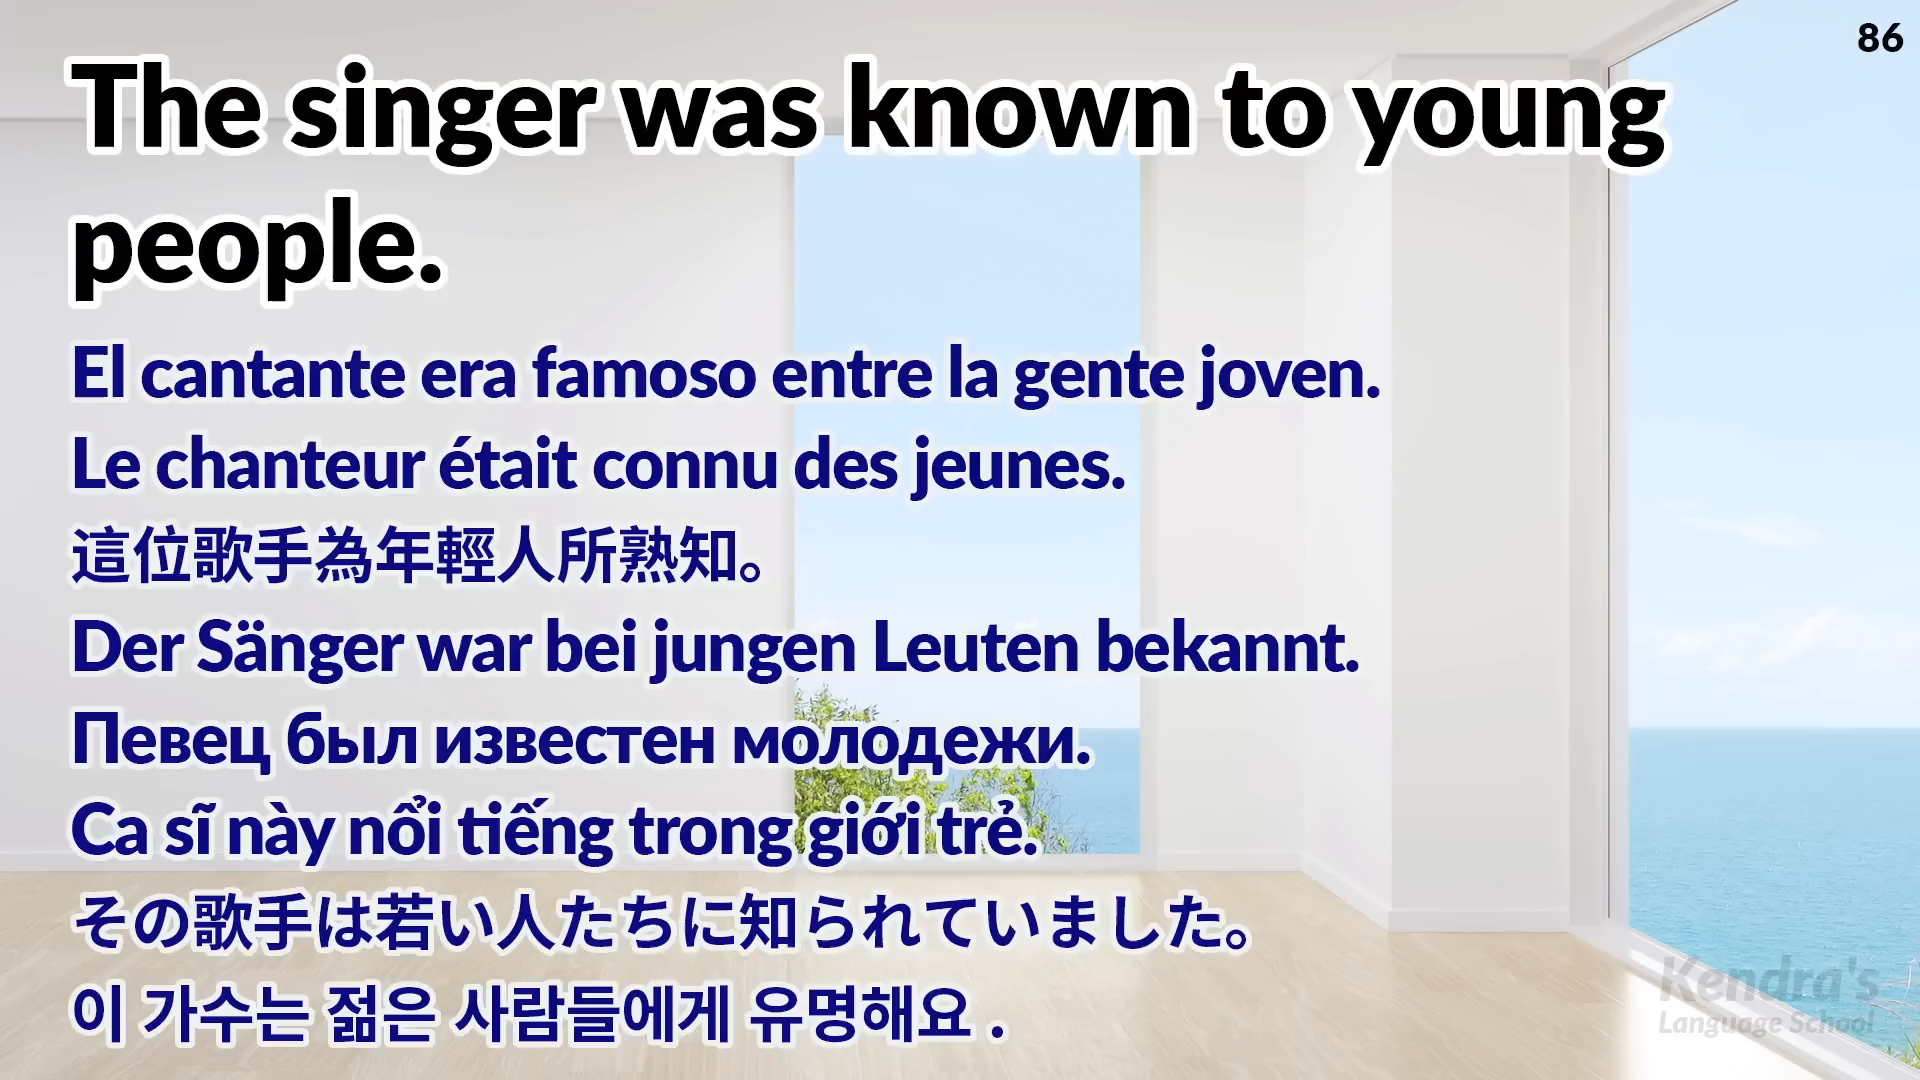 86
The singer was known to young
people.
El cantante era famoso entre la gente joven.
Le chanteur était connu des jeunes.
這位歌手為年輕人所熟知。
Der Sänger war bei jungen Leuten bekannt.
Певец был известен молодежи.
Ca sĩ này nổi tiếng trong giới trẻ.
その歌手は若い人たちに知られていました。
이 가수는 젊은 사람들에게 유명해요 .
Kendra's
Language School